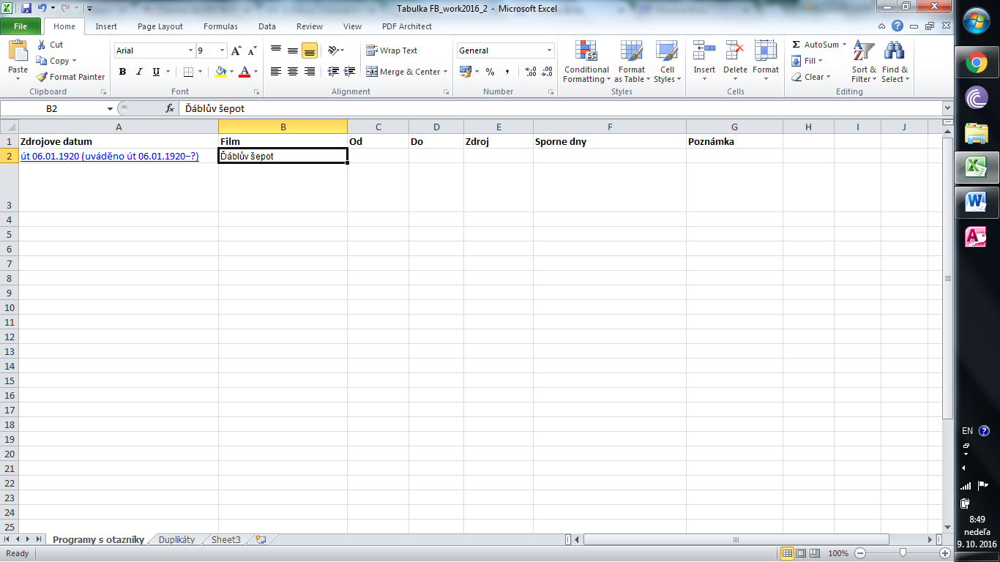 Tabulka FB_work2016_2 - Microsoft Excel
File Home Insert Page Layout Formulas Data Review View PDF Architect
Paste Cut Copy Format Painter Clipboard
Arial 9 B I U A Font
Wrap Text Merge & Center Alignment
General % , Number
Conditional Formatting Format as Table Cell Styles Styles
Insert Delete Format Cells
Σ AutoSum Fill Clear Sort & Filter Find & Select Editing
B2 fx Ďáblův šepot
A B C D E F G H I J
1 Zdrojove datum Film Od Do Zdroj Sporne dny Poznámka
2 út 06.01.1920 (uváděno út 06.01.1920–?) Ďáblův šepot
3
4
5
6
7
8
9
10
11
12
13
14
15
16
17
18
19
20
21
22
23
24
25
Programy s otazníky Duplikáty Sheet3
Ready 100%
EN
8:49
nedeľa
9. 10. 2016